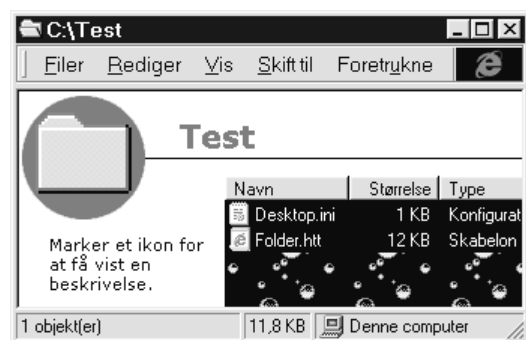 C:\Test
Filer Rediger Vis Skift til Foretrukne
Test
Navn Størrelse Type
Desktop.ini 1 KB Konfigurat
Folder.htt 12 KB Skabelon
Marker et ikon for
at få vist en
beskrivelse.
1 objekt(er) 11,8 KB Denne computer